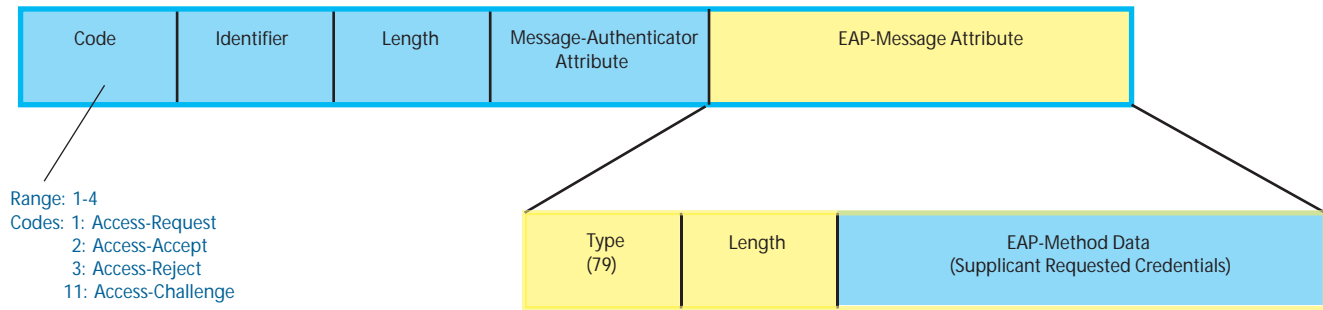 Code
Identifier
Length
Message-Authenticator
Attribute
EAP-Message Attribute
Range: 1-4
Codes: 1: Access-Request
2: Access-Accept
3: Access-Reject
11: Access-Challenge
Type
(79)
Length
EAP-Method Data
(Supplicant Requested Credentials)